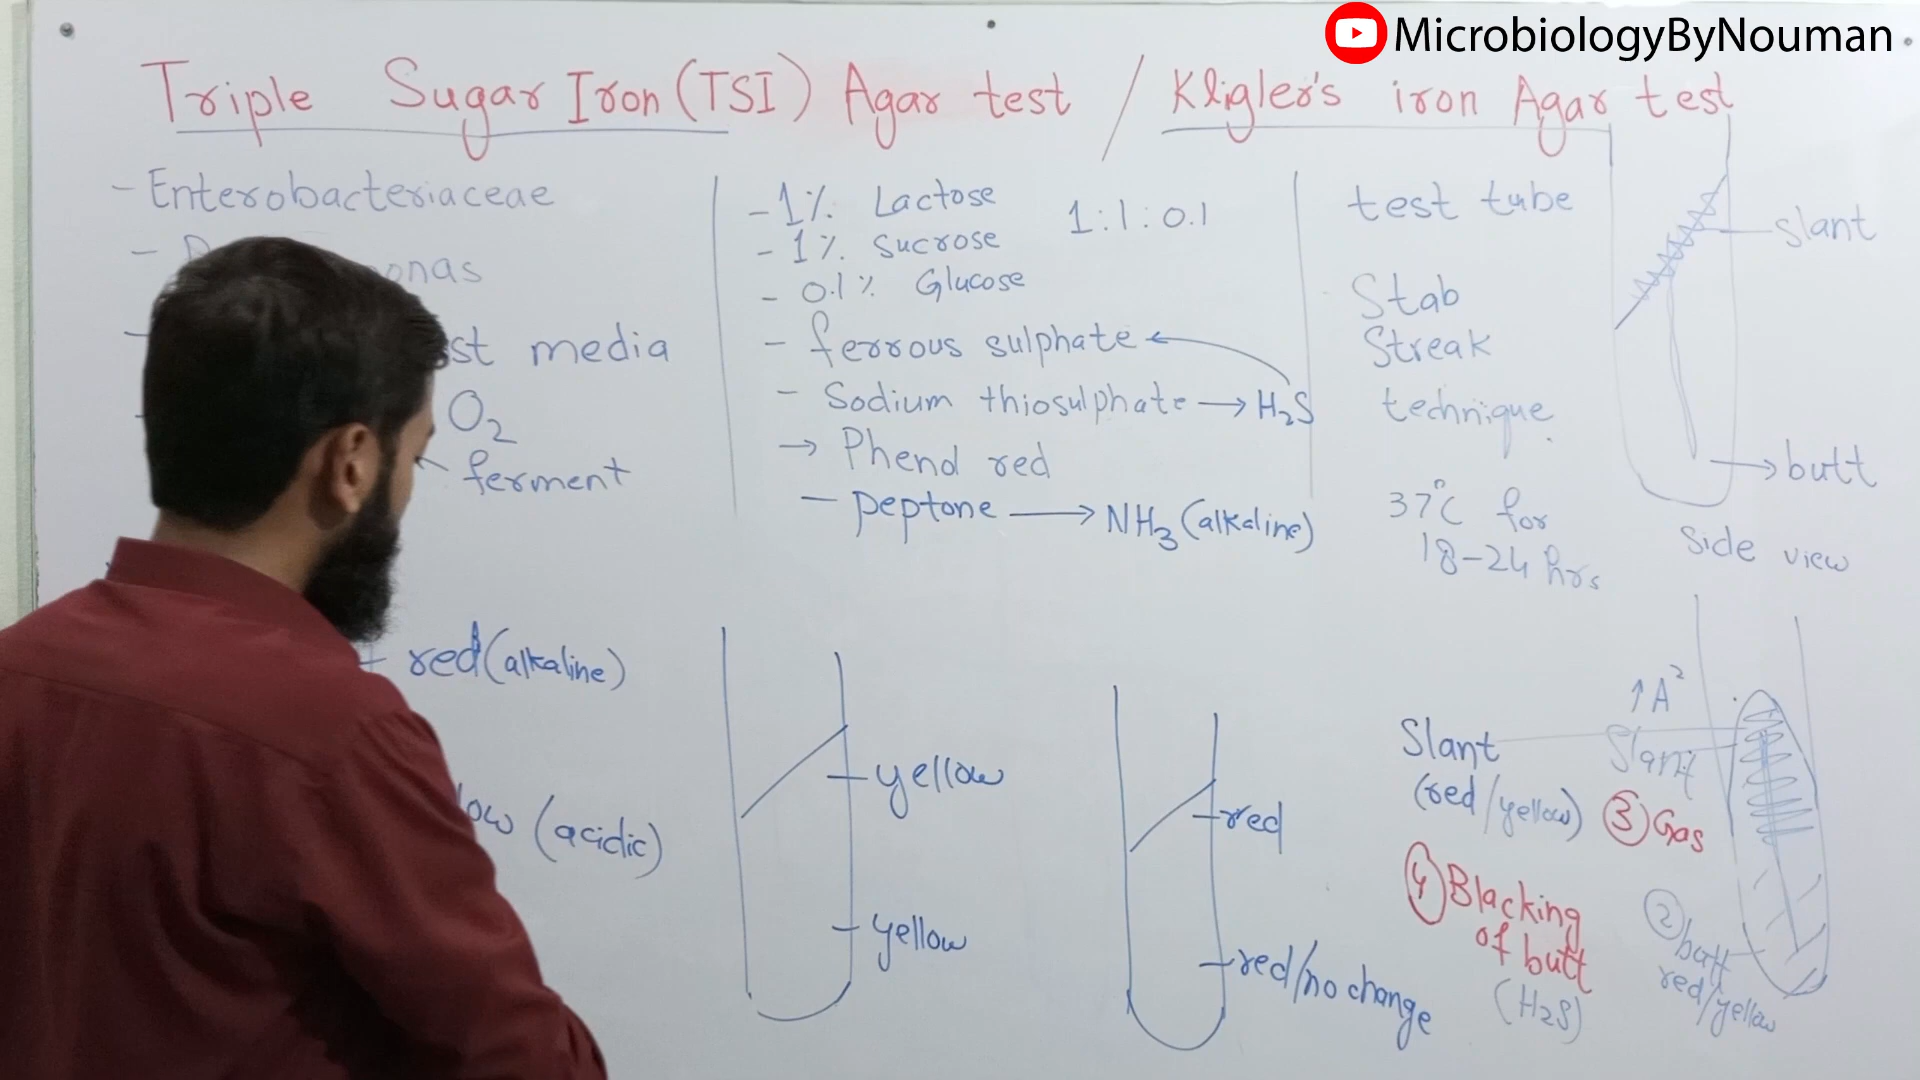 MicrobiologyByNouman
Triple Sugar Iron (TSI) Agar test / Kligler's iron Agar test
- Enterobacteriaceae
onas
st media
O2
ferment
- 1% Lactose
- 1% Sucrose
- 0.1% Glucose
1:1:0.1
- ferrous sulphate ←
- Sodium thiosulphate → H2S
→ Phenol red
- peptone → NH3 (alkaline)
test tube
Stab
Streak
technique
37°C for
18-24 hrs
slant
butt
Side view
red (alkaline)
low (acidic)
yellow
yellow
red
red/no change
↑A²
Slant
(red/yellow)
Slant
③ Gas
④ Blacking
of butt
(H2S)
② butt
red/yellow